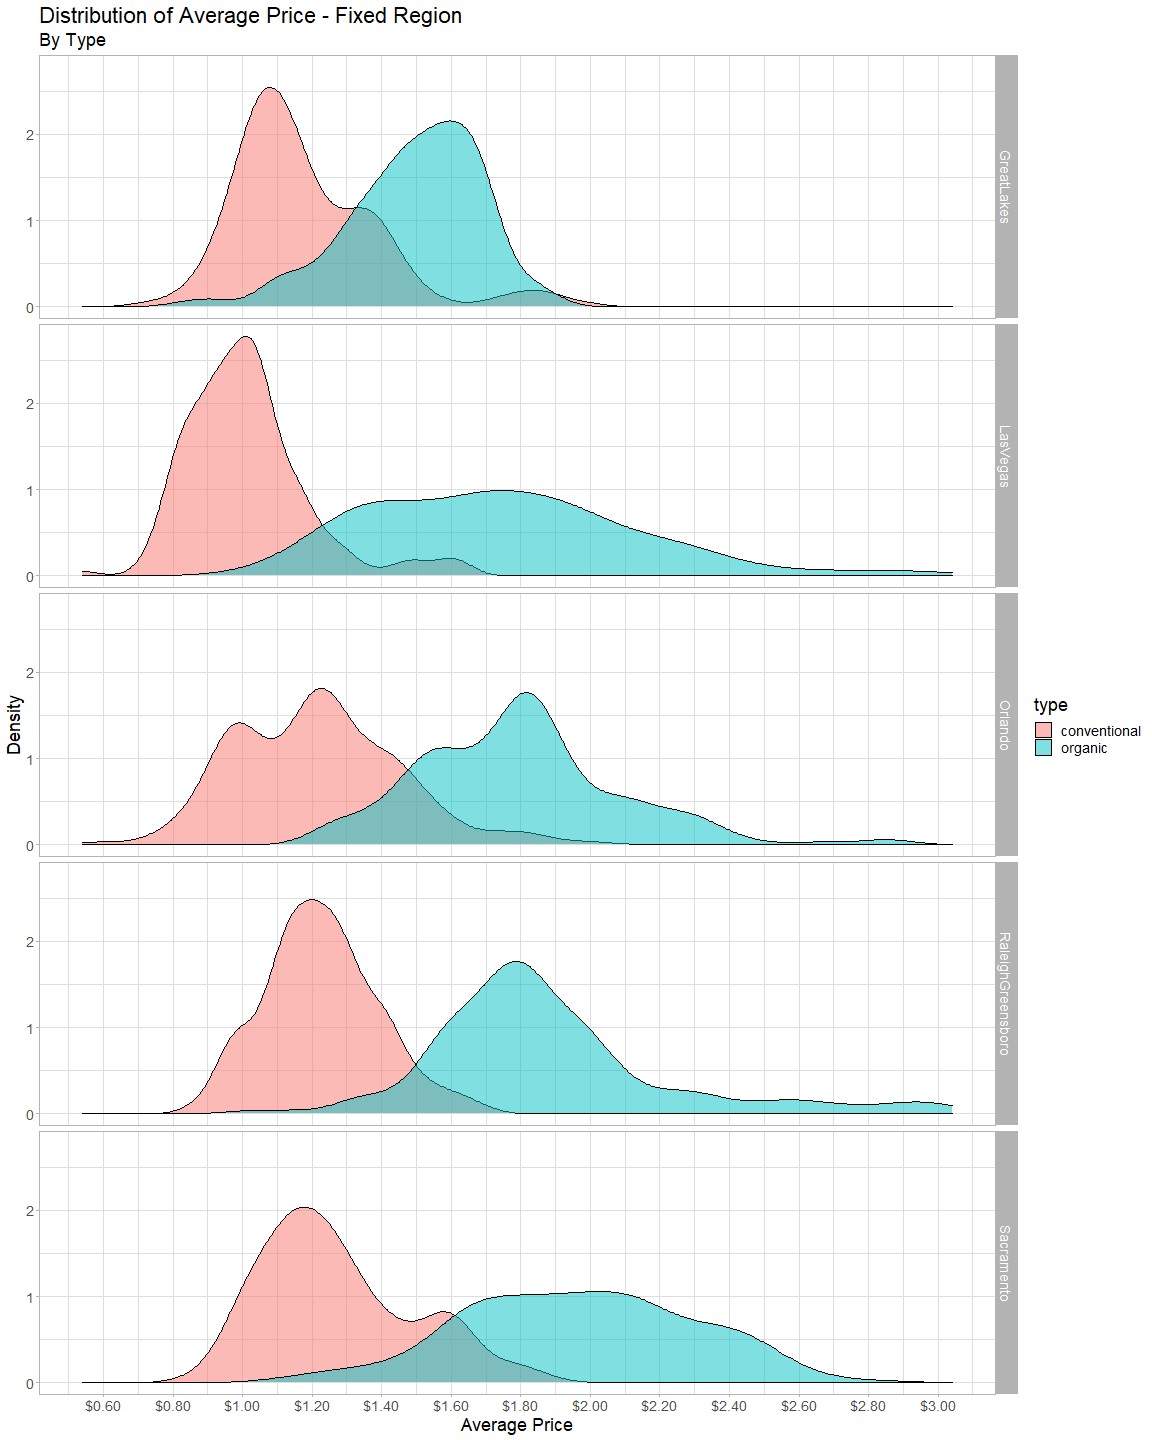 Distribution of Average Price - Fixed Region
By Type
2
1
0
GreatLakes
2
1
0
LasVegas
2
1
0
Orlando
2
1
0
RaleighGreensboro
2
1
0
Sacramento
Density
$0.60 $0.80 $1.00 $1.20 $1.40 $1.60 $1.80 $2.00 $2.20 $2.40 $2.60 $2.80 $3.00
Average Price
type
conventional
organic